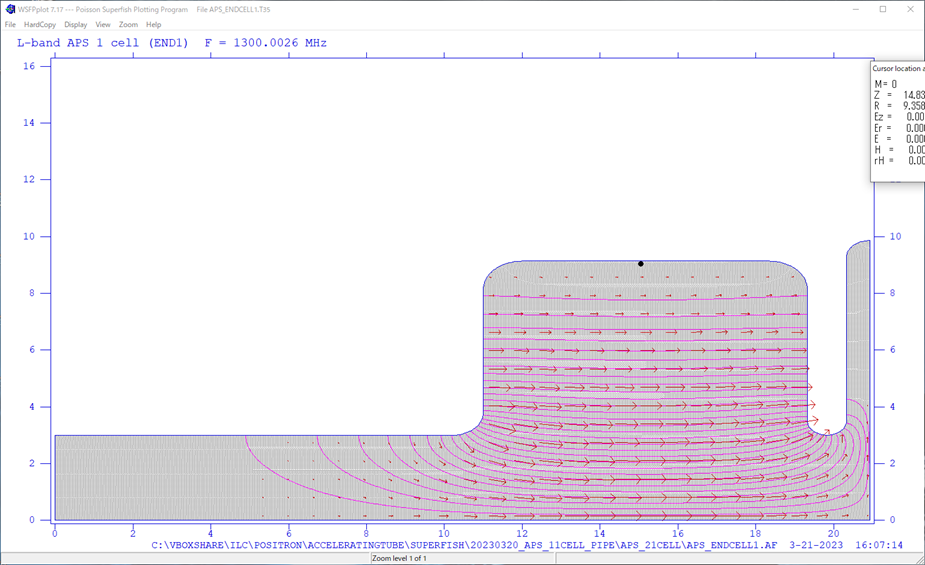 WSFPplot 7.17 --- Poisson Superfish Plotting Program    File APS_ENDCELL1.T35
File HardCopy Display View Zoom Help
L-band APS 1 cell (END1)  F = 1300.0026 MHz
Cursor location a
M= 0
Z = 14.83
R = 9.358
Ez = 0.00
Er = 0.000
E = 0.000
H = 0.00
rH = 0.00
16
14
12
10 10
8 8
6 6
4 4
2 2
0 0
0 2 4 6 8 10 12 14 16 18 20
C:\VBOXSHARE\ILC\POSITRON\ACCELERATINGTUBE\SUPERFISH\20230320_APS_11CELL_PIPE\APS_21CELL\APS_ENDCELL1.AF  3-21-2023  16:07:14
Zoom level 1 of 1